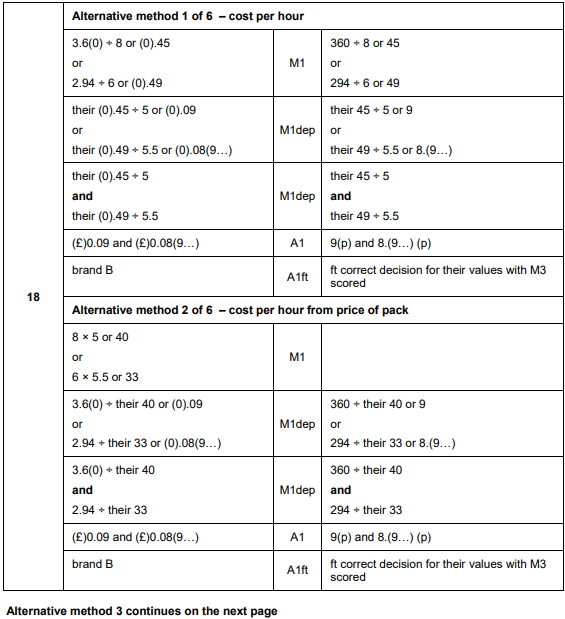 Alternative method 1 of 6 – cost per hour
3.6(0) ÷ 8 or (0).45
or
2.94 ÷ 6 or (0).49
M1
360 ÷ 8 or 45
or
294 ÷ 6 or 49
their (0).45 ÷ 5 or (0).09
or
their (0).49 ÷ 5.5 or (0).08(9…)
M1dep
their 45 ÷ 5 or 9
or
their 49 ÷ 5.5 or 8.(9…)
their (0).45 ÷ 5
and
their (0).49 ÷ 5.5
M1dep
their 45 ÷ 5
and
their 49 ÷ 5.5
(£)0.09 and (£)0.08(9…)
A1
9(p) and 8.(9…) (p)
brand B
A1ft
ft correct decision for their values with M3
scored
18
Alternative method 2 of 6 – cost per hour from price of pack
8 × 5 or 40
or
6 × 5.5 or 33
M1
3.6(0) ÷ their 40 or (0).09
or
2.94 ÷ their 33 or (0).08(9…)
M1dep
360 ÷ their 40 or 9
or
294 ÷ their 33 or 8.(9…)
3.6(0) ÷ their 40
and
2.94 ÷ their 33
M1dep
360 ÷ their 40
and
294 ÷ their 33
(£)0.09 and (£)0.08(9…)
A1
9(p) and 8.(9…) (p)
brand B
A1ft
ft correct decision for their values with M3
scored
Alternative method 3 continues on the next page